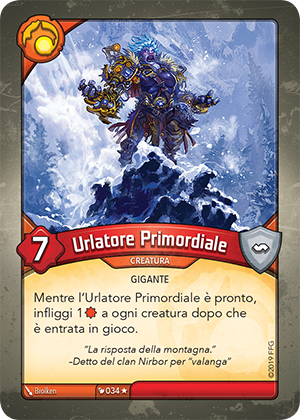 7
Urlatore Primordiale
CREATURA
GIGANTE
Mentre l'Urlatore Primordiale è pronto,
infliggi 1 a ogni creatura dopo che
è entrata in gioco.
"La risposta della montagna."
-Detto del clan Nirbor per "valanga"
Broiken
034★
©2019 FFG